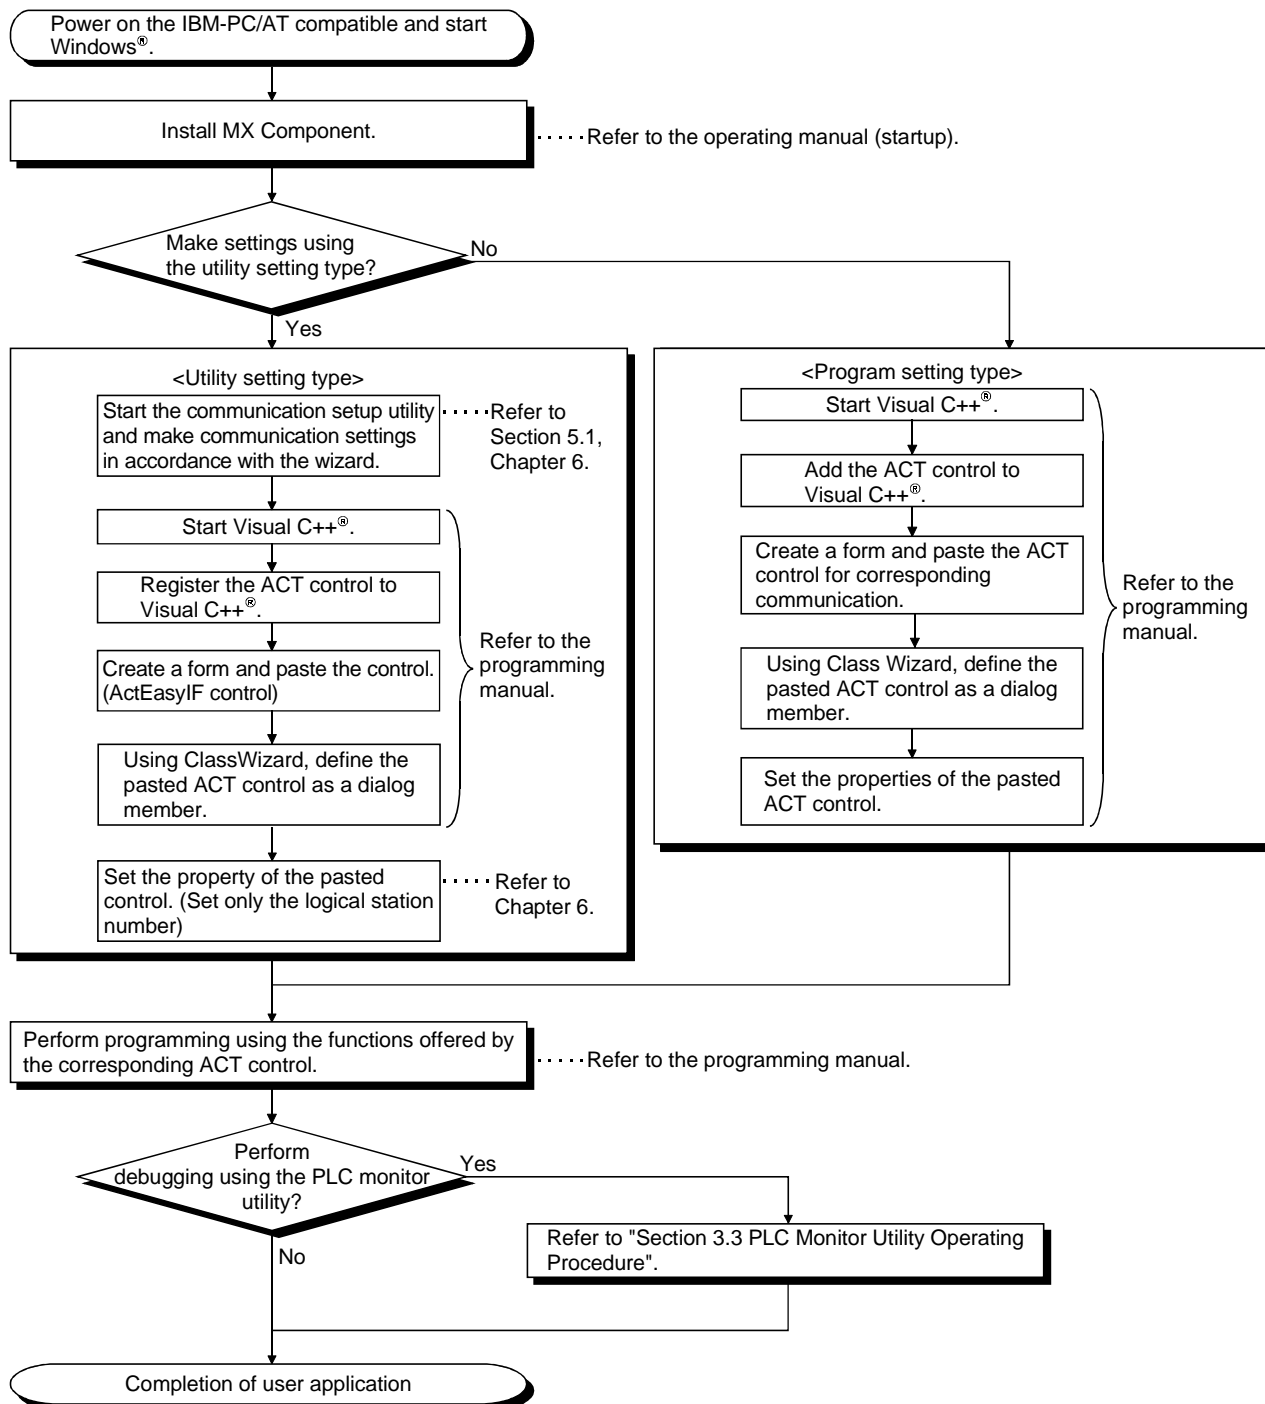 Power on the IBM-PC/AT compatible and start
Windows®.
Install MX Component.
Refer to the operating manual (startup).
Make settings using
the utility setting type?
No
Yes
<Utility setting type>
Start the communication setup utility
and make communication settings
in accordance with the wizard.
Refer to
Section 5.1,
Chapter 6.
Start Visual C++®.
Register the ACT control to
Visual C++®.
Create a form and paste the control.
(ActEasyIF control)
Using ClassWizard, define the
pasted ACT control as a dialog
member.
Refer to the
programming
manual.
Set the property of the pasted
control. (Set only the logical station
number)
Refer to
Chapter 6.
<Program setting type>
Start Visual C++®.
Add the ACT control to
Visual C++®.
Create a form and paste the ACT
control for corresponding
communication.
Using Class Wizard, define the
pasted ACT control as a dialog
member.
Set the properties of the pasted
ACT control.
Refer to the
programming
manual.
Perform programming using the functions offered by
the corresponding ACT control.
Refer to the programming manual.
Perform
debugging using the PLC monitor
utility?
Yes
No
Refer to "Section 3.3 PLC Monitor Utility Operating
Procedure".
Completion of user application